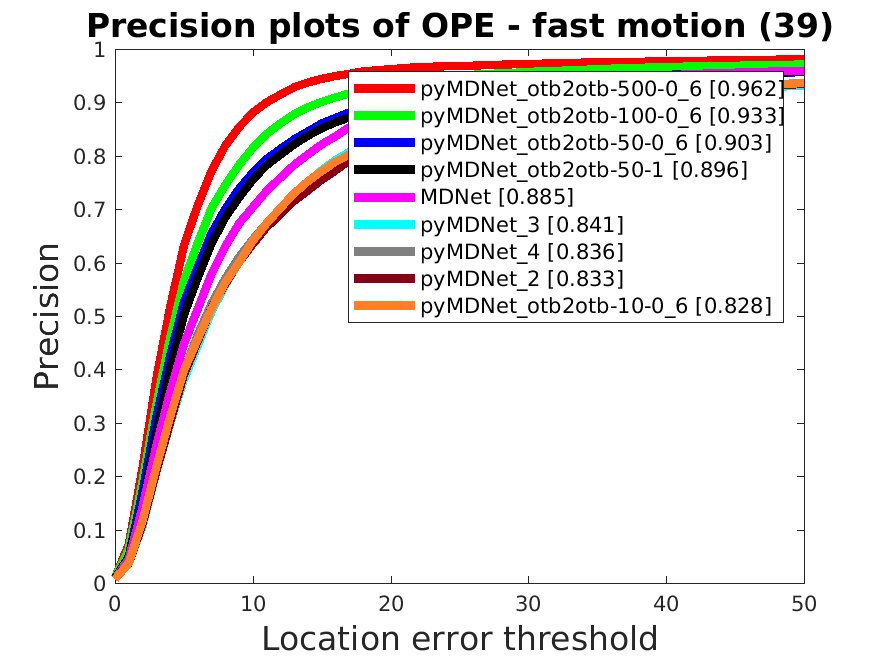 Precision plots of OPE - fast motion (39)
1
0.9
0.8
0.7
0.6
0.5
0.4
0.3
0.2
0.1
0
Precision
pyMDNet_otb2otb-500-0_6 [0.962]
pyMDNet_otb2otb-100-0_6 [0.933]
pyMDNet_otb2otb-50-0_6 [0.903]
pyMDNet_otb2otb-50-1 [0.896]
MDNet [0.885]
pyMDNet_3 [0.841]
pyMDNet_4 [0.836]
pyMDNet_2 [0.833]
pyMDNet_otb2otb-10-0_6 [0.828]
0 10 20 30 40 50
Location error threshold